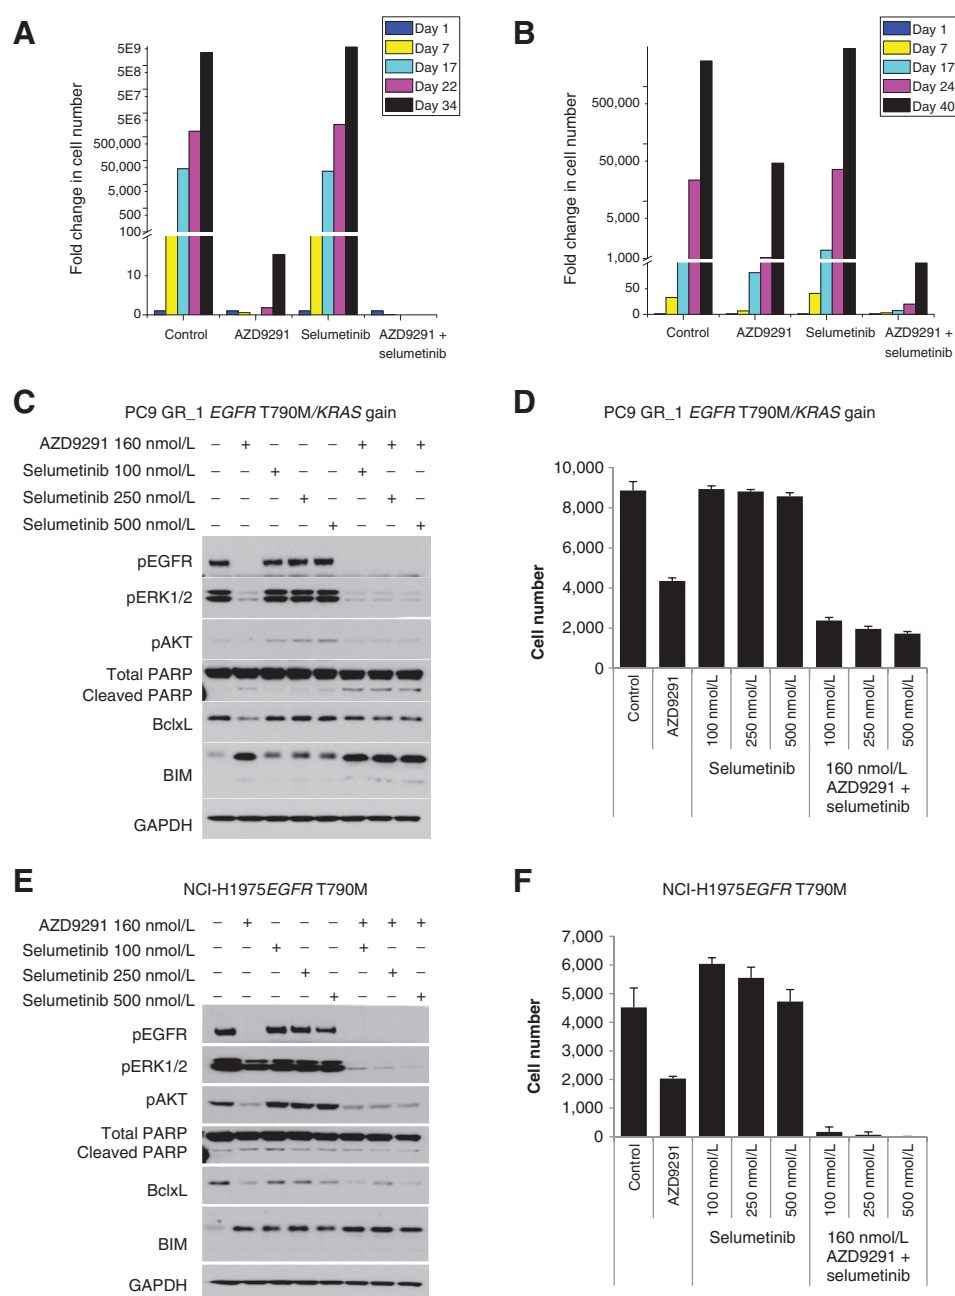 A
Day 1
Day 7
Day 17
Day 22
Day 34
Fold change in cell number
5E9
5E8
5E7
5E6
500,000
50,000
5,000
500
100
10
0
Control
AZD9291
Selumetinib
AZD9291 +
selumetinib
B
Day 1
Day 7
Day 17
Day 24
Day 40
Fold change in cell number
500,000
50,000
5,000
1,000
50
0
Control
AZD9291
Selumetinib
AZD9291 +
selumetinib
C
PC9 GR_1 EGFR T790M/KRAS gain
AZD9291 160 nmol/L – + – – – + + +
Selumetinib 100 nmol/L – – + – – + – –
Selumetinib 250 nmol/L – – – + – – + –
Selumetinib 500 nmol/L – – – – + – – +
pEGFR
pERK1/2
pAKT
Total PARP
Cleaved PARP
BclxL
BIM
GAPDH
D
PC9 GR_1 EGFR T790M/KRAS gain
Cell number
10,000
8,000
6,000
4,000
2,000
0
Control
AZD9291
100 nmol/L
250 nmol/L
500 nmol/L
100 nmol/L
250 nmol/L
500 nmol/L
Selumetinib
160 nmol/L
AZD9291 +
selumetinib
E
NCI-H1975EGFR T790M
AZD9291 160 nmol/L – + – – – + + +
Selumetinib 100 nmol/L – – + – – + – –
Selumetinib 250 nmol/L – – – + – – + –
Selumetinib 500 nmol/L – – – – + – – +
pEGFR
pERK1/2
pAKT
Total PARP
Cleaved PARP
BclxL
BIM
GAPDH
F
NCI-H1975EGFR T790M
Cell number
7,000
6,000
5,000
4,000
3,000
2,000
1,000
0
Control
AZD9291
100 nmol/L
250 nmol/L
500 nmol/L
100 nmol/L
250 nmol/L
500 nmol/L
Selumetinib
160 nmol/L
AZD9291 +
selumetinib